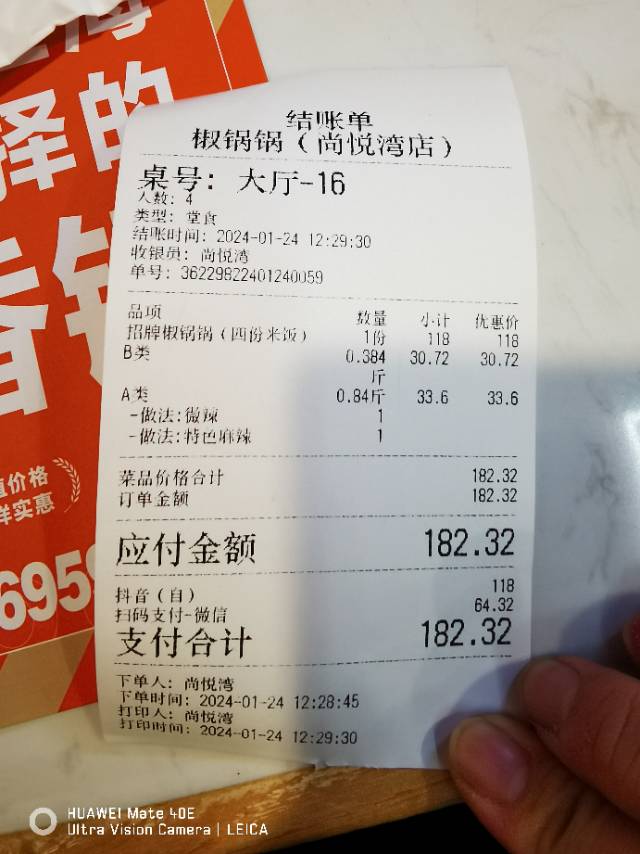 择的
香锅
值价格
样实惠
6959
结账单
椒锅锅（尚悦湾店）
桌号: 大厅-16
人数: 4
类型: 堂食
结账时间: 2024-01-24 12:29:30
收银员: 尚悦湾
单号: 36229822401240059
品项 数量 小计 优惠价
招牌椒锅锅（四份米饭） 1份 118 118
B类 0.384 30.72 30.72
斤
A类 0.84斤 33.6 33.6
-做法:微辣 1
-做法:特色麻辣 1
菜品价格合计 182.32
订单金额 182.32
应付金额 182.32
抖音（自） 118
扫码支付-微信 64.32
支付合计 182.32
下单人: 尚悦湾
下单时间: 2024-01-24 12:28:45
打印人: 尚悦湾
打印时间: 2024-01-24 12:29:30
HUAWEI Mate 40E
Ultra Vision Camera | LEICA